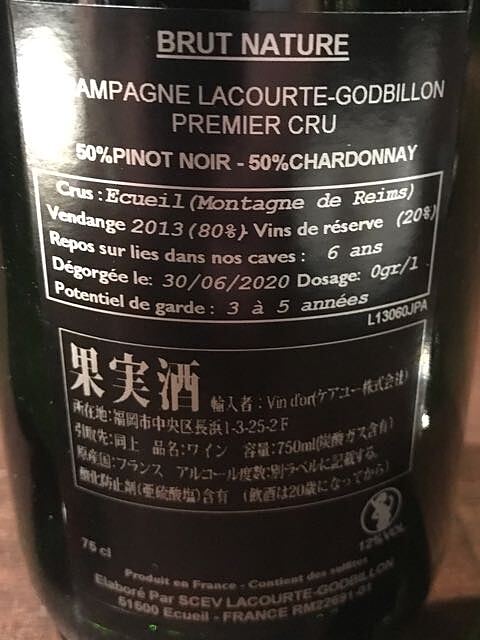 BRUT NATURE
AMPAGNE LACOURTE-GODBILLON
PREMIER CRU
50%PINOT NOIR - 50%CHARDONNAY
Crus : Ecueil (Montagne de Reims)
Vendange 2013 (80%) Vins de réserve (20%)
Repos sur lies dans nos caves : 6 ans
Dégorgée le: 30/06/2020 Dosage: 0gr/l
Potentiel de garde : 3 à 5 années
L13060JPA
果実酒 輸入者：Vin d'or(ケアユー株式会社)
所在地:福岡市中央区長浜1-3-25-2F
引取先:同上 品名:ワイン 容量:750ml(炭酸ガス含有)
原産国:フランス アルコール度数:別ラベルに記載する。
酸化防止剤(亜硫酸塩)含有 (飲酒は20歳になってから)
75 cl
12%VOL
Produit en France - Contient des sulfites
Elaboré Par SCEV LACOURTE-GODBILLON
51500 Ecueil - FRANCE RM22691-01